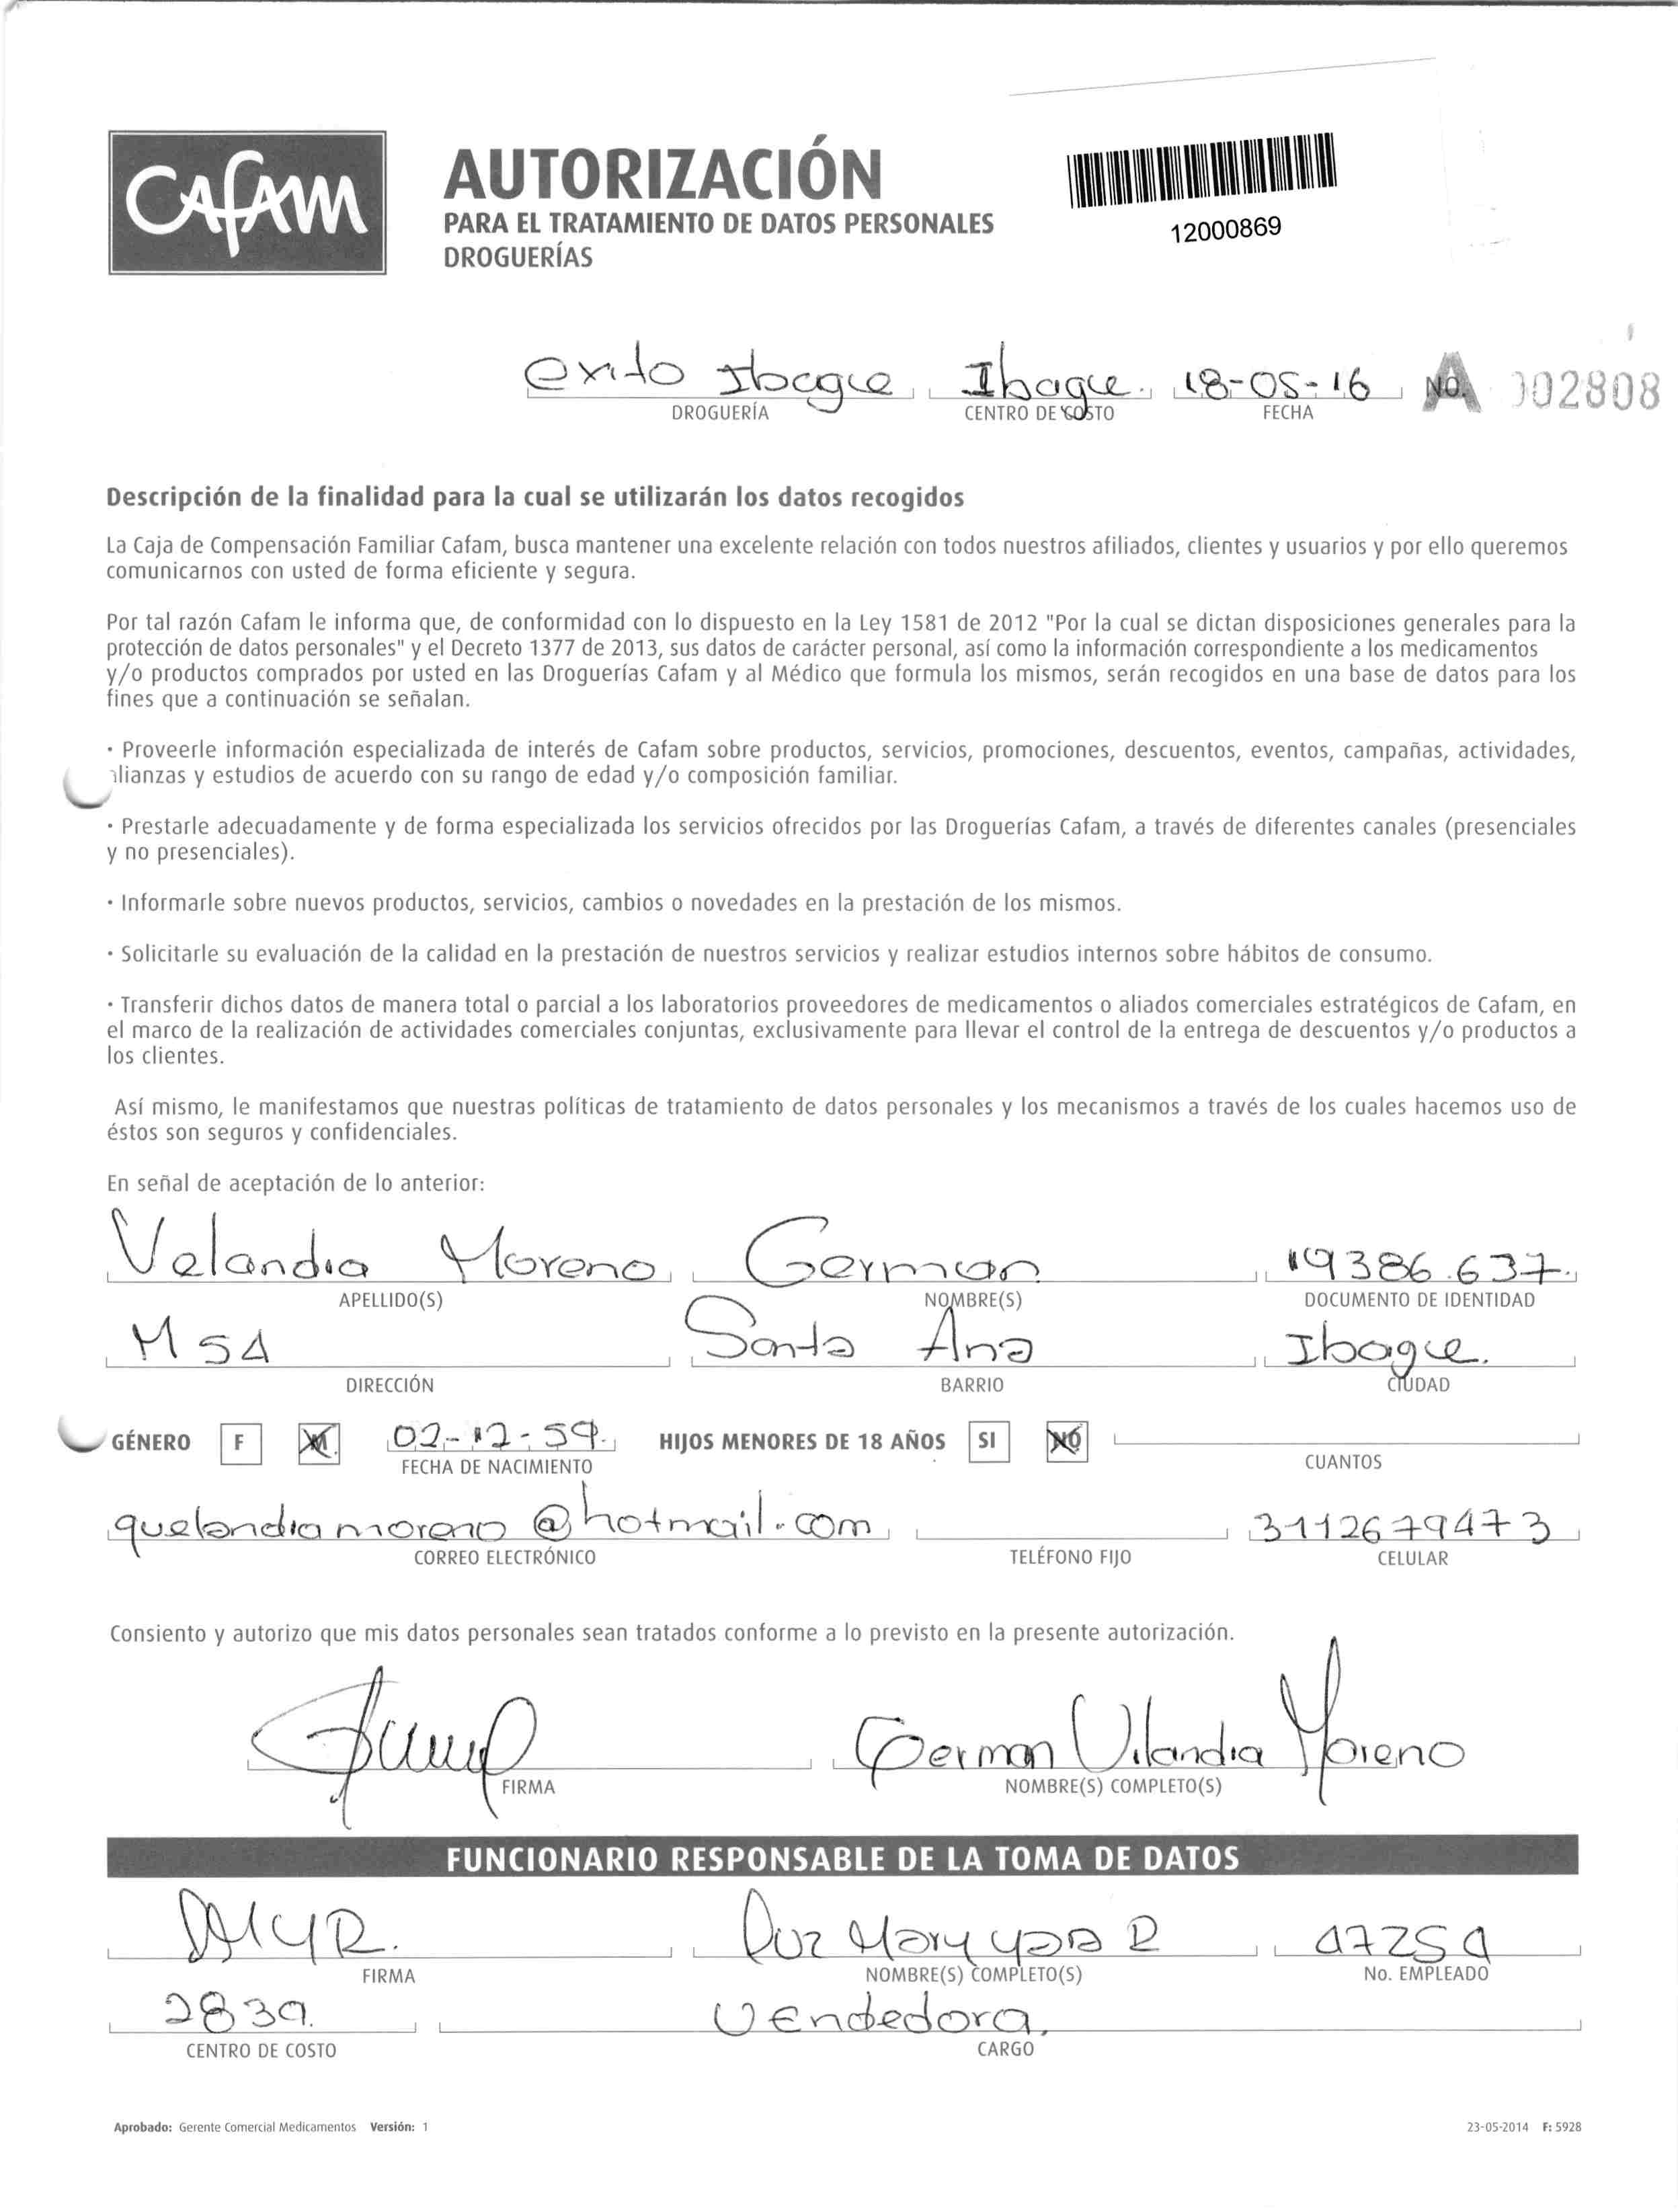 CAFAM
AUTORIZACIÓN
PARA EL TRATAMIENTO DE DATOS PERSONALES
DROGUERÍAS
12000869
exito Ibague Ibague. 18-05-16 No. A 002808
DROGUERÍA CENTRO DE COSTO FECHA
Descripción de la finalidad para la cual se utilizarán los datos recogidos
La Caja de Compensación Familiar Cafam, busca mantener una excelente relación con todos nuestros afiliados, clientes y usuarios y por ello queremos
comunicarnos con usted de forma eficiente y segura.
Por tal razón Cafam le informa que, de conformidad con lo dispuesto en la Ley 1581 de 2012 "Por la cual se dictan disposiciones generales para la
protección de datos personales" y el Decreto 1377 de 2013, sus datos de carácter personal, así como la información correspondiente a los medicamentos
y/o productos comprados por usted en las Droguerías Cafam y al Médico que formula los mismos, serán recogidos en una base de datos para los
fines que a continuación se señalan.
· Proveerle información especializada de interés de Cafam sobre productos, servicios, promociones, descuentos, eventos, campañas, actividades,
alianzas y estudios de acuerdo con su rango de edad y/o composición familiar.
· Prestarle adecuadamente y de forma especializada los servicios ofrecidos por las Droguerías Cafam, a través de diferentes canales (presenciales
y no presenciales).
· Informarle sobre nuevos productos, servicios, cambios o novedades en la prestación de los mismos.
· Solicitarle su evaluación de la calidad en la prestación de nuestros servicios y realizar estudios internos sobre hábitos de consumo.
· Transferir dichos datos de manera total o parcial a los laboratorios proveedores de medicamentos o aliados comerciales estratégicos de Cafam, en
el marco de la realización de actividades comerciales conjuntas, exclusivamente para llevar el control de la entrega de descuentos y/o productos a
los clientes.
Así mismo, le manifestamos que nuestras políticas de tratamiento de datos personales y los mecanismos a través de los cuales hacemos uso de
éstos son seguros y confidenciales.
En señal de aceptación de lo anterior:
Velandia Moreno German 19386.637.
APELLIDO(S) NOMBRE(S) DOCUMENTO DE IDENTIDAD
M 5A Santa Ana Ibague.
DIRECCIÓN BARRIO CIUDAD
GÉNERO F M 02-12-59. HIJOS MENORES DE 18 AÑOS SI NO
FECHA DE NACIMIENTO CUANTOS
gvelandia moreno @hotmail.com 3112679473
CORREO ELECTRÓNICO TELÉFONO FIJO CELULAR
Consiento y autorizo que mis datos personales sean tratados conforme a lo previsto en la presente autorización.
German Vilandia Moreno
FIRMA NOMBRE(S) COMPLETO(S)
FUNCIONARIO RESPONSABLE DE LA TOMA DE DATOS
Luz Mary R
FIRMA NOMBRE(S) COMPLETO(S) No. EMPLEADO
2839. Vendedora.
CENTRO DE COSTO CARGO
Aprobado: Gerente Comercial Medicamentos Versión: 1 23-05-2014 F: 5928